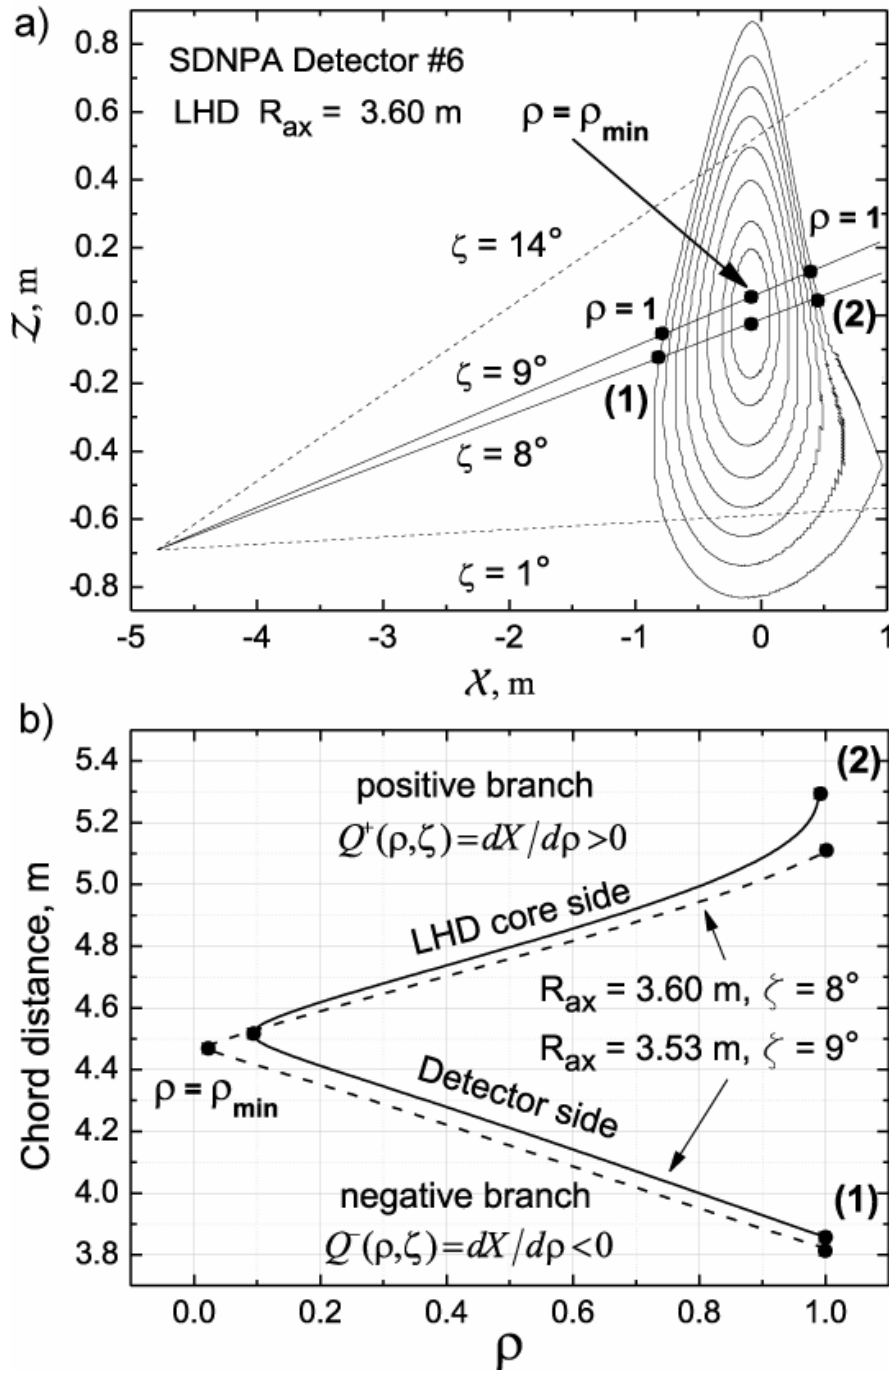 a)
SDNPA Detector #6
LHD R_ax = 3.60 m
ρ = ρ_min
ρ = 1
ζ = 14°
ρ = 1
(2)
ζ = 9°
(1)
ζ = 8°
ζ = 1°
0.8
0.6
0.4
0.2
0.0
-0.2
-0.4
-0.6
-0.8
Z, m
-5 -4 -3 -2 -1 0 1
X, m
b)
(2)
positive branch
Q⁺(ρ,ζ)=dX/dρ>0
LHD core side
R_ax = 3.60 m, ζ = 8°
R_ax = 3.53 m, ζ = 9°
ρ = ρ_min
Detector side
(1)
negative branch
Q⁻(ρ,ζ)=dX/dρ<0
5.4
5.2
5.0
4.8
4.6
4.4
4.2
4.0
3.8
Chord distance, m
0.0 0.2 0.4 0.6 0.8 1.0
ρ